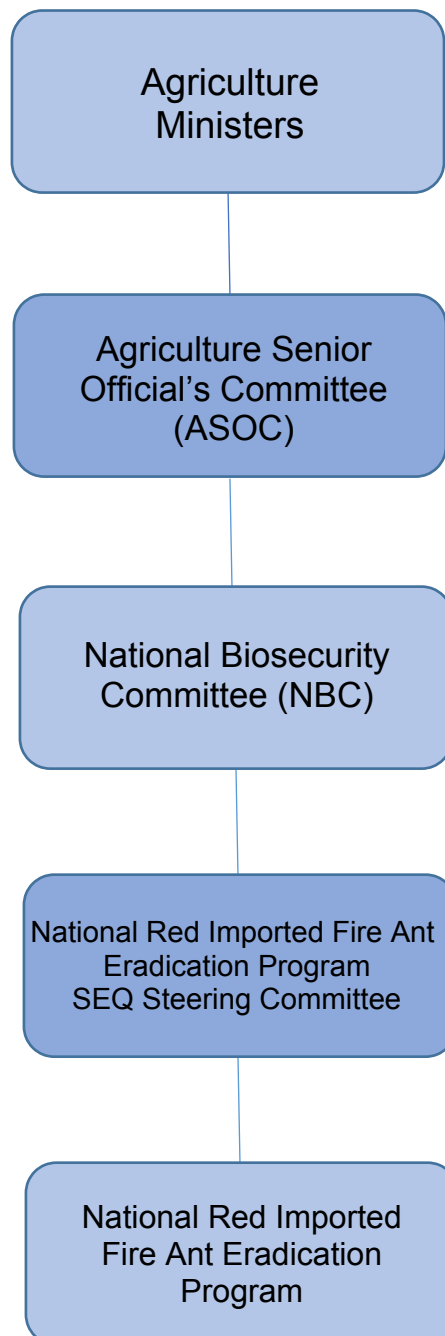 Agriculture
Ministers
Agriculture Senior
Official's Committee
(ASOC)
National Biosecurity
Committee (NBC)
National Red Imported Fire Ant
Eradication Program
SEQ Steering Committee
National Red Imported
Fire Ant Eradication
Program